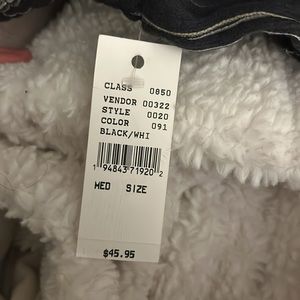 CLASS 0850
VENDOR 00322
STYLE 0020
COLOR 091
BLACK/WHI
1 94843 71920 2
MED SIZE
$45.95